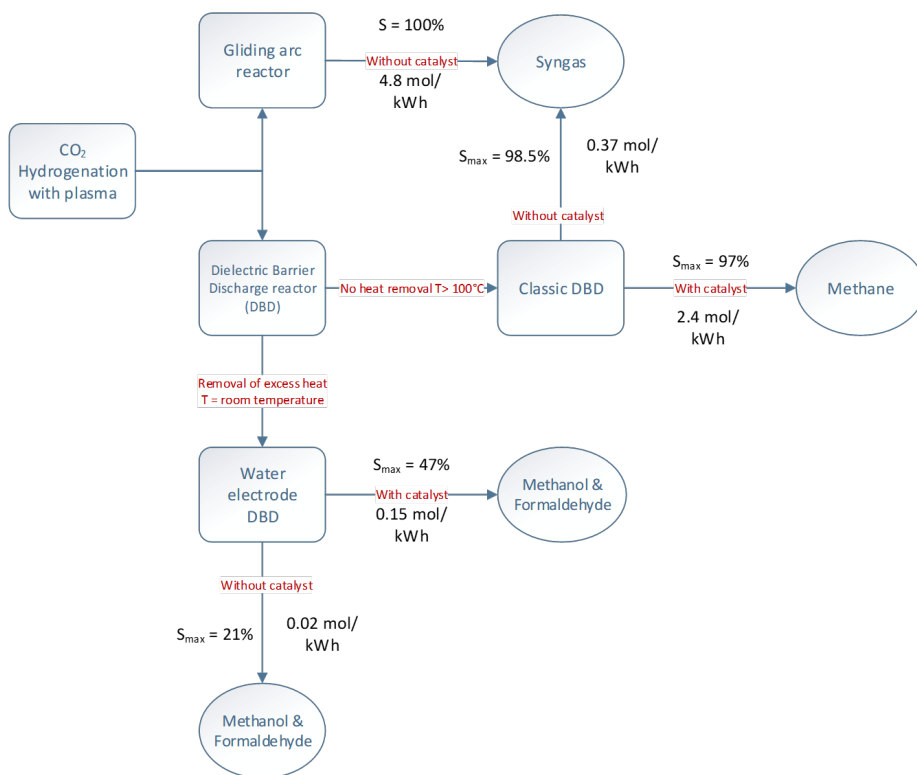 Gliding arc
reactor
S = 100%
Without catalyst
4.8 mol/
kWh
Syngas
CO₂
Hydrogenation
with plasma
Sₘₐₓ = 98.5%
0.37 mol/
kWh
Without catalyst
Dielectric Barrier
Discharge reactor
(DBD)
No heat removal T> 100°C
Classic DBD
Sₘₐₓ = 97%
With catalyst
2.4 mol/
kWh
Methane
Removal of excess heat
T = room temperature
Water
electrode
DBD
Sₘₐₓ = 47%
With catalyst
0.15 mol/
kWh
Methanol &
Formaldehyde
Without catalyst
Sₘₐₓ = 21%
0.02 mol/
kWh
Methanol &
Formaldehyde